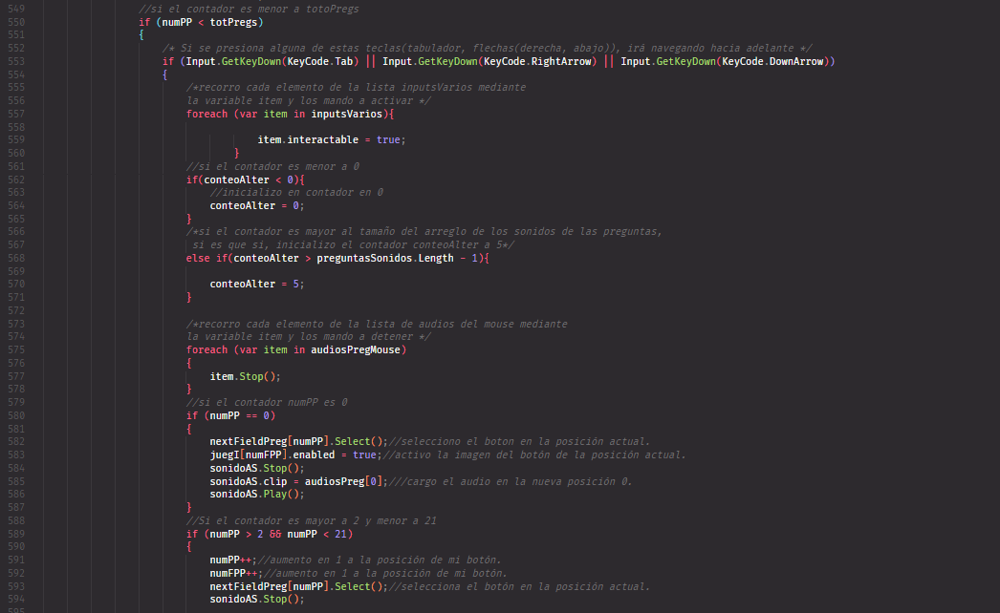 549 //si el contador es menor a totoPregs
550 if (numPP < totPregs)
551 {
552 /* Si se presiona alguna de estas teclas(tabulador, flechas(derecha, abajo)), irá navegando hacia adelante */
553 if (Input.GetKeyDown(KeyCode.Tab) || Input.GetKeyDown(KeyCode.RightArrow) || Input.GetKeyDown(KeyCode.DownArrow))
554 {
555 /*recorro cada elemento de la lista inputsVarios mediante
556 la variable item y los mando a activar */
557 foreach (var item in inputsVarios){
558
559 item.interactable = true;
560 }
561 //si el contador es menor a 0
562 if(conteoAlter < 0){
563 //inicializo en contador en 0
564 conteoAlter = 0;
565 }
566 /*si el contador es mayor al tamaño del arreglo de los sonidos de las preguntas,
567 si es que si, inicializo el contador conteoAlter a 5*/
568 else if(conteoAlter > preguntasSonidos.Length - 1){
569
570 conteoAlter = 5;
571 }
572
573 /*recorro cada elemento de la lista de audios del mouse mediante
574 la variable item y los mando a detener */
575 foreach (var item in audiosPregMouse)
576 {
577 item.Stop();
578 }
579 //si el contador numPP es 0
580 if (numPP == 0)
581 {
582 nextFieldPreg[numPP].Select();//selecciono el boton en la posición actual.
583 juegI[numFPP].enabled = true;//activo la imagen del botón de la posición actual.
584 sonidoAS.Stop();
585 sonidoAS.clip = audiosPreg[0];///cargo el audio en la nueva posición 0.
586 sonidoAS.Play();
587 }
588 //Si el contador es mayor a 2 y menor a 21
589 if (numPP > 2 && numPP < 21)
590 {
591 numPP++;//aumento en 1 a la posición de mi botón.
592 numFPP++;//aumento en 1 a la posición de mi botón.
593 nextFieldPreg[numPP].Select();//selecciona el botón en la posición actual.
594 sonidoAS.Stop();
595